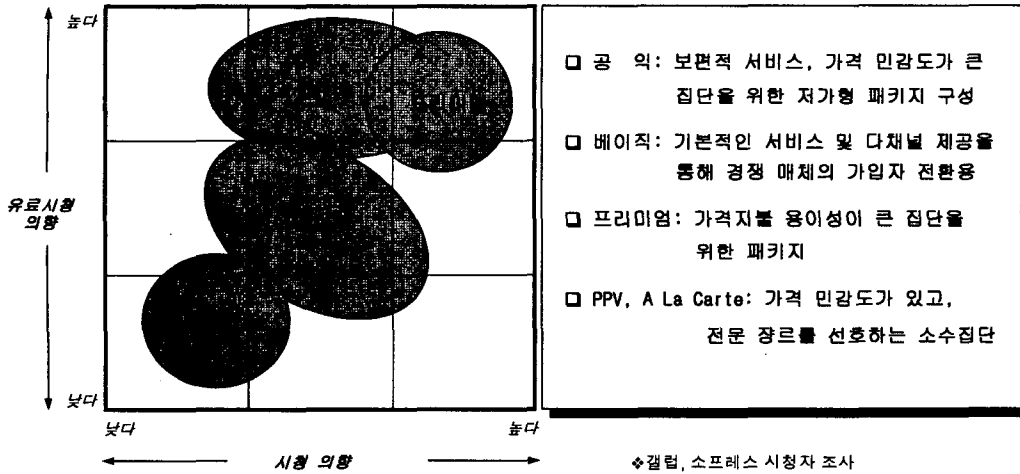 높다
유료시청
의향
낮다
낮다
높다
시청 의향
□ 공 익: 보편적 서비스, 가격 민감도가 큰
집단을 위한 저가형 패키지 구성
□ 베이직: 기본적인 서비스 및 다채널 제공을
통해 경쟁 매체의 가입자 전환용
□ 프리미엄: 가격지불 용이성이 큰 집단을
위한 패키지
□ PPV, A La Carte: 가격 민감도가 있고,
전문 쟝르를 선호하는 소수집단
❖갤럽, 소프레스 시청자 조사